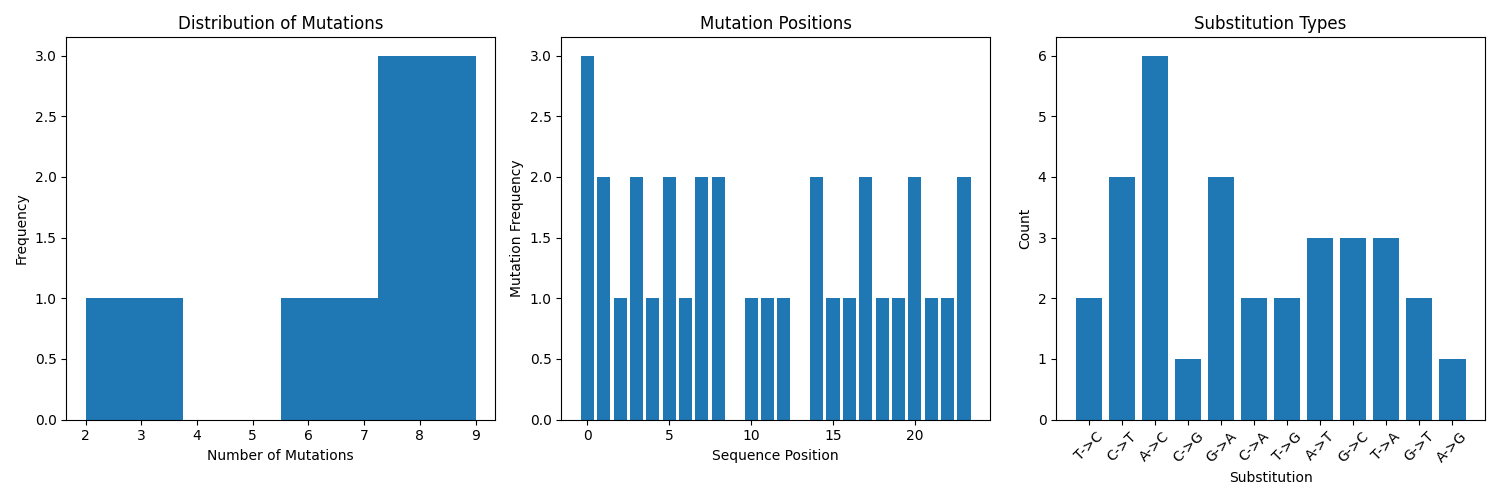 Distribution of Mutations
Frequency
3.0
2.5
2.0
1.5
1.0
0.5
0.0
2 3 4 5 6 7 8 9
Number of Mutations
Mutation Positions
Mutation Frequency
3.0
2.5
2.0
1.5
1.0
0.5
0.0
0 5 10 15 20
Sequence Position
Substitution Types
Count
6
5
4
3
2
1
0
T->C C->T A->C C->G G->A C->A T->G A->T G->C T->A G->T A->G
Substitution